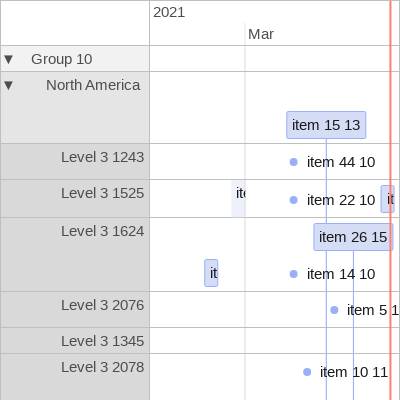 2021
Mar
▼ Group 10
▼ North America
item 15 13
Level 3 1243
item 44 10
Level 3 1525
ite
item 22 10
it
Level 3 1624
item 26 15
it
item 14 10
Level 3 2076
item 5 1
Level 3 1345
Level 3 2078
item 10 11